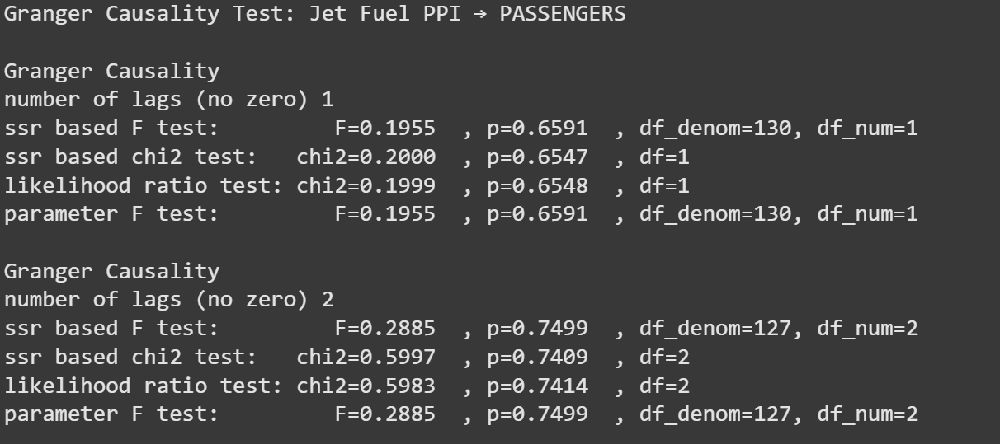 Granger Causality Test: Jet Fuel PPI → PASSENGERS

Granger Causality
number of lags (no zero) 1
ssr based F test:         F=0.1955  , p=0.6591  , df_denom=130, df_num=1
ssr based chi2 test:   chi2=0.2000  , p=0.6547  , df=1
likelihood ratio test: chi2=0.1999  , p=0.6548  , df=1
parameter F test:         F=0.1955  , p=0.6591  , df_denom=130, df_num=1

Granger Causality
number of lags (no zero) 2
ssr based F test:         F=0.2885  , p=0.7499  , df_denom=127, df_num=2
ssr based chi2 test:   chi2=0.5997  , p=0.7409  , df=2
likelihood ratio test: chi2=0.5983  , p=0.7414  , df=2
parameter F test:         F=0.2885  , p=0.7499  , df_denom=127, df_num=2